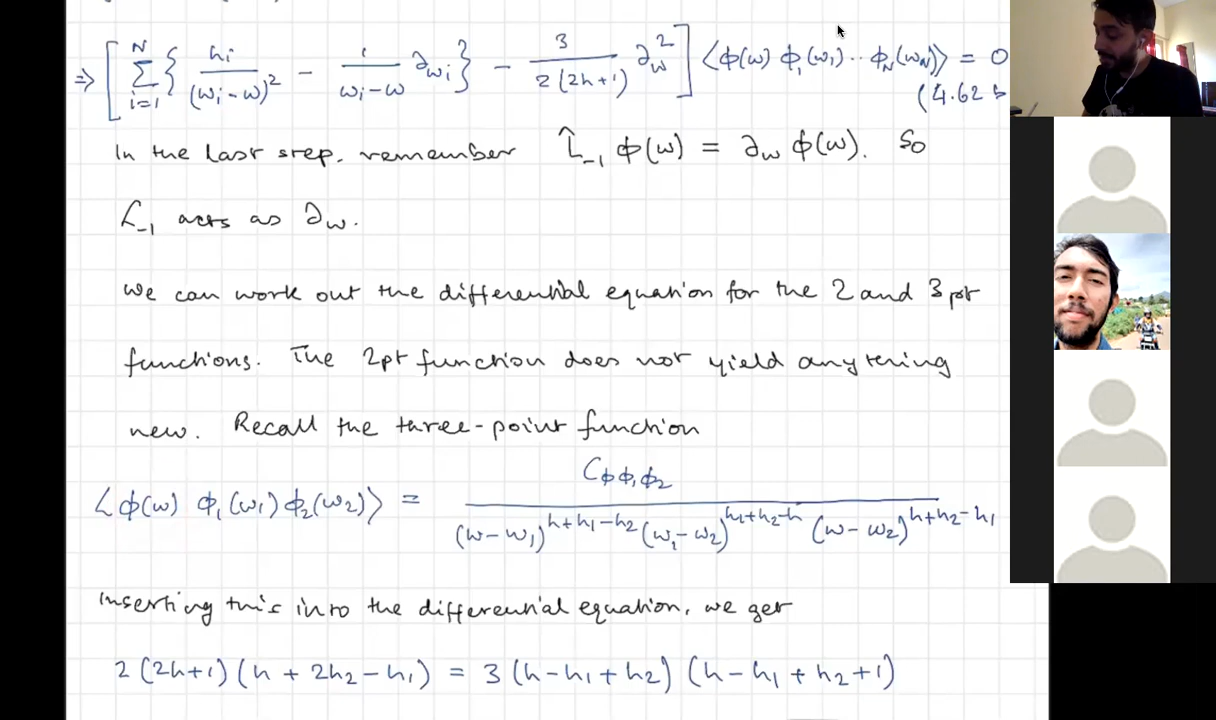 ⇒ [ Σ_{i=1}^{N} { h_i/(w_i-w)² - 1/(w_i-w) ∂_{w_i} } - 3/(2(2h+1)) ∂_w² ] ⟨ϕ(w) ϕ_1(w_1)..ϕ_N(w_N)⟩ = 0
(4.62 b
In the last step, remember L̂_{-1} ϕ(w) = ∂_w ϕ(w). So
ℒ_{-1} acts as ∂_w.
we can work out the differential equation for the 2 and 3 pt
functions. The 2pt function does not yield anything
new. Recall the three-point function
⟨ϕ(w) ϕ_1(w_1) ϕ_2(w_2)⟩ = C_{ϕϕ_1ϕ_2} / (w-w_1)^{h+h_1-h_2} (w_1-w_2)^{h_1+h_2-h} (w-w_2)^{h+h_2-h_1}
Inserting this into the differential equation, we get
2(2h+1)(h + 2h_2 - h_1) = 3(h-h_1+h_2)(h-h_1+h_2+1)